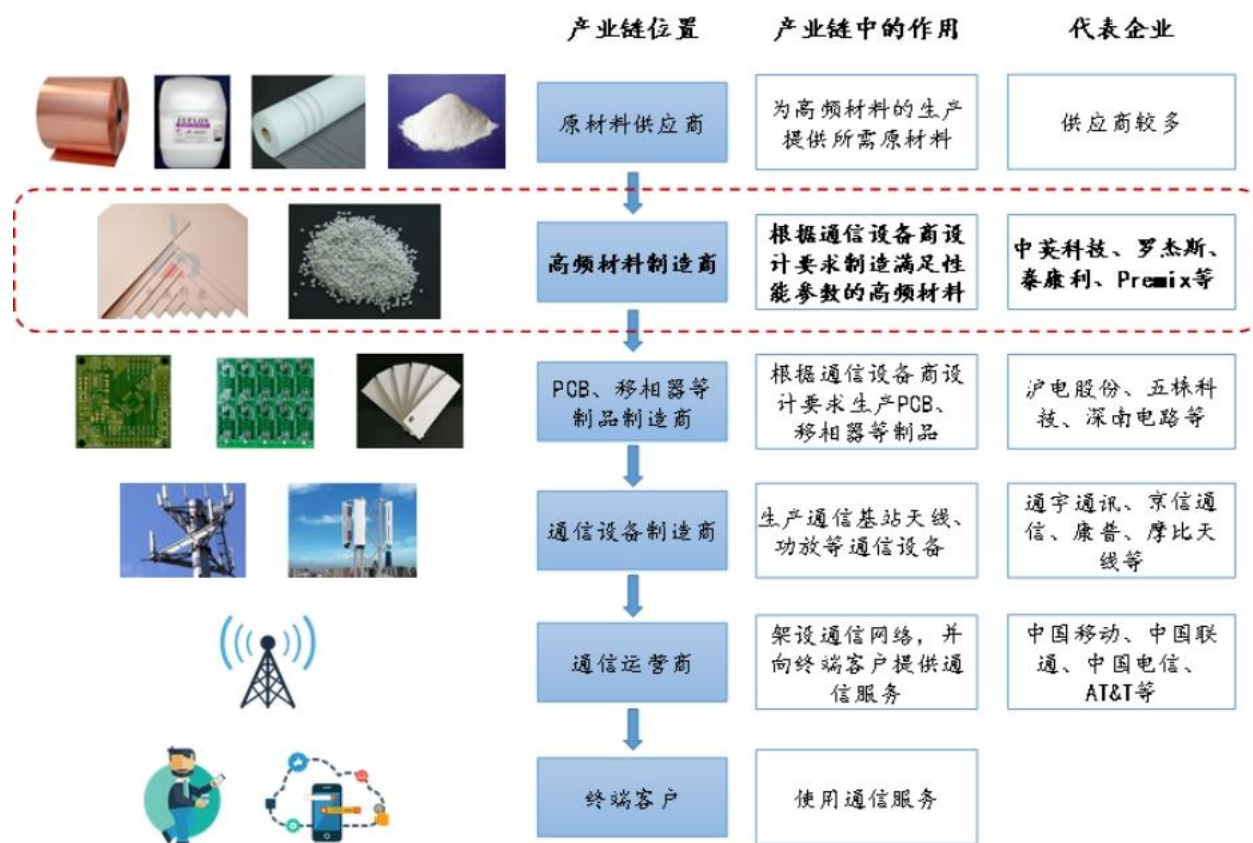 产业链位置
产业链中的作用
代表企业
原材料供应商
为高频材料的生产
提供所需原材料
供应商较多
高频材料制造商
根据通信设备商设
计要求制造满足性
能参数的高频材料
中英科技、罗杰斯、
泰康利、Premix等
PCB、移相器等
制品制造商
根据通信设备商设
计要求生产PCB、
移相器等制品
沪电股份、五株科
技、深南电路等
通信设备制造商
生产通信基站天线、
功放等通信设备
通宇通讯、京信通
信、康普、摩比天
线等
通信运营商
架设通信网络，并
向终端客户提供通
信服务
中国移动、中国联
通、中国电信、
AT&T等
终端客户
使用通信服务